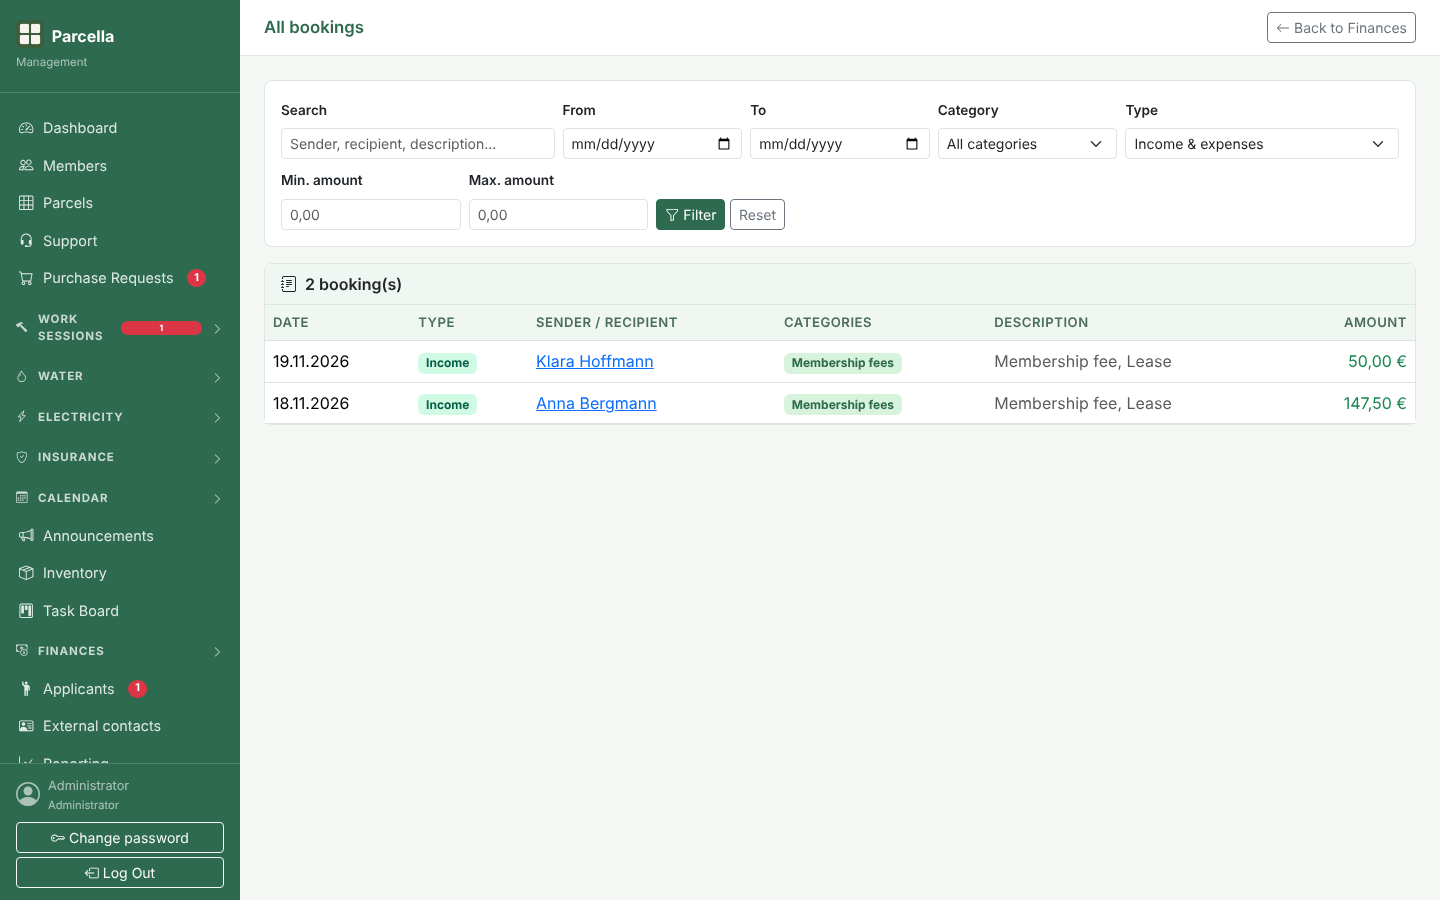 Parcella
Management
Dashboard
Members
Parcels
Support
Purchase Requests 1
WORK SESSIONS 1
WATER
ELECTRICITY
INSURANCE
CALENDAR
Announcements
Inventory
Task Board
FINANCES
Applicants 1
External contacts
Reporting
Administrator
Administrator
Change password
Log Out
All bookings
← Back to Finances
Search From To Category Type
Sender, recipient, description... mm/dd/yyyy mm/dd/yyyy All categories Income & expenses
Min. amount Max. amount
0,00 0,00 Filter Reset
2 booking(s)
DATE TYPE SENDER / RECIPIENT CATEGORIES DESCRIPTION AMOUNT
19.11.2026 Income Klara Hoffmann Membership fees Membership fee, Lease 50,00 €
18.11.2026 Income Anna Bergmann Membership fees Membership fee, Lease 147,50 €